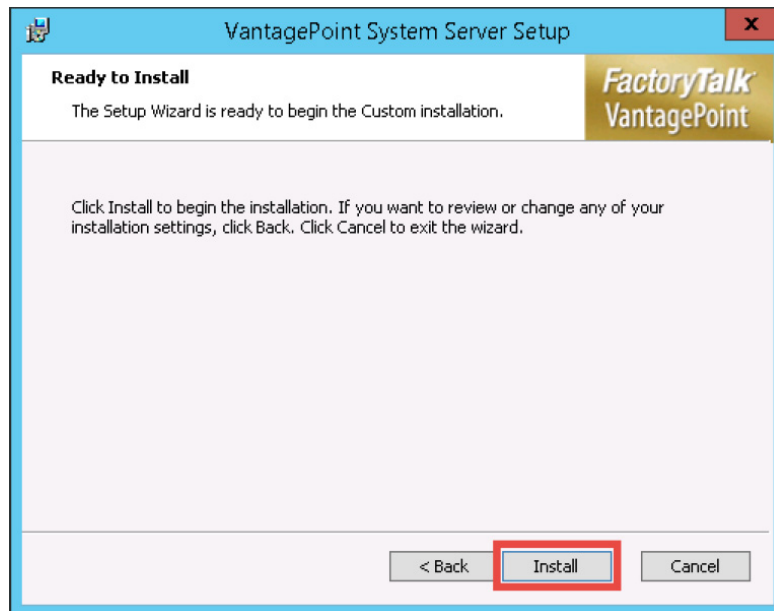 VantagePoint System Server Setup
x
Ready to Install
The Setup Wizard is ready to begin the Custom installation.
FactoryTalk
VantagePoint
Click Install to begin the installation. If you want to review or change any of your
installation settings, click Back. Click Cancel to exit the wizard.
< Back
Install
Cancel